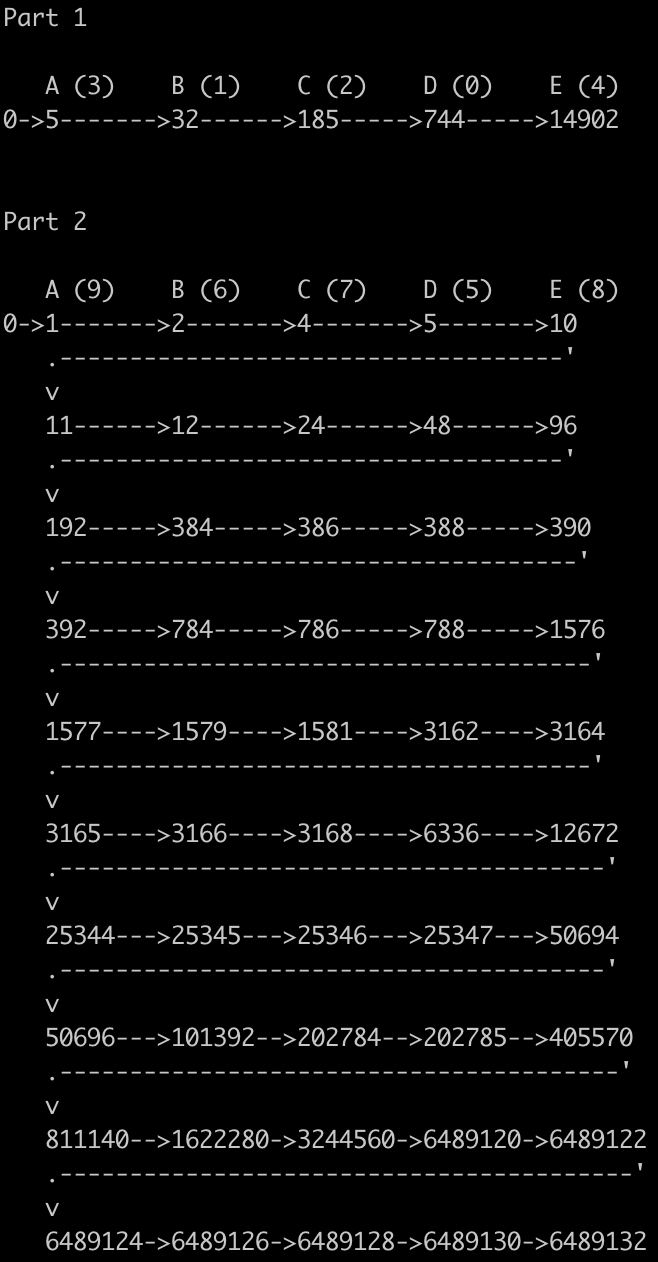 Part 1
   A (3)    B (1)    C (2)    D (0)    E (4)
0->5------->32------>185----->744----->14902
Part 2
   A (9)    B (6)    C (7)    D (5)    E (8)
0->1------->2------->4------->5------->10
   .------------------------------------'
   v
   11------>12------>24------>48------>96
   .------------------------------------'
   v
   192----->384----->386----->388----->390
   .-------------------------------------'
   v
   392----->784----->786----->788----->1576
   .--------------------------------------'
   v
   1577---->1579---->1581---->3162---->3164
   .--------------------------------------'
   v
   3165---->3166---->3168---->6336---->12672
   .---------------------------------------'
   v
   25344--->25345--->25346--->25347--->50694
   .---------------------------------------'
   v
   50696--->101392-->202784-->202785-->405570
   .----------------------------------------'
   v
   811140-->1622280->3244560->6489120->6489122
   .-----------------------------------------'
   v
   6489124->6489126->6489128->6489130->6489132